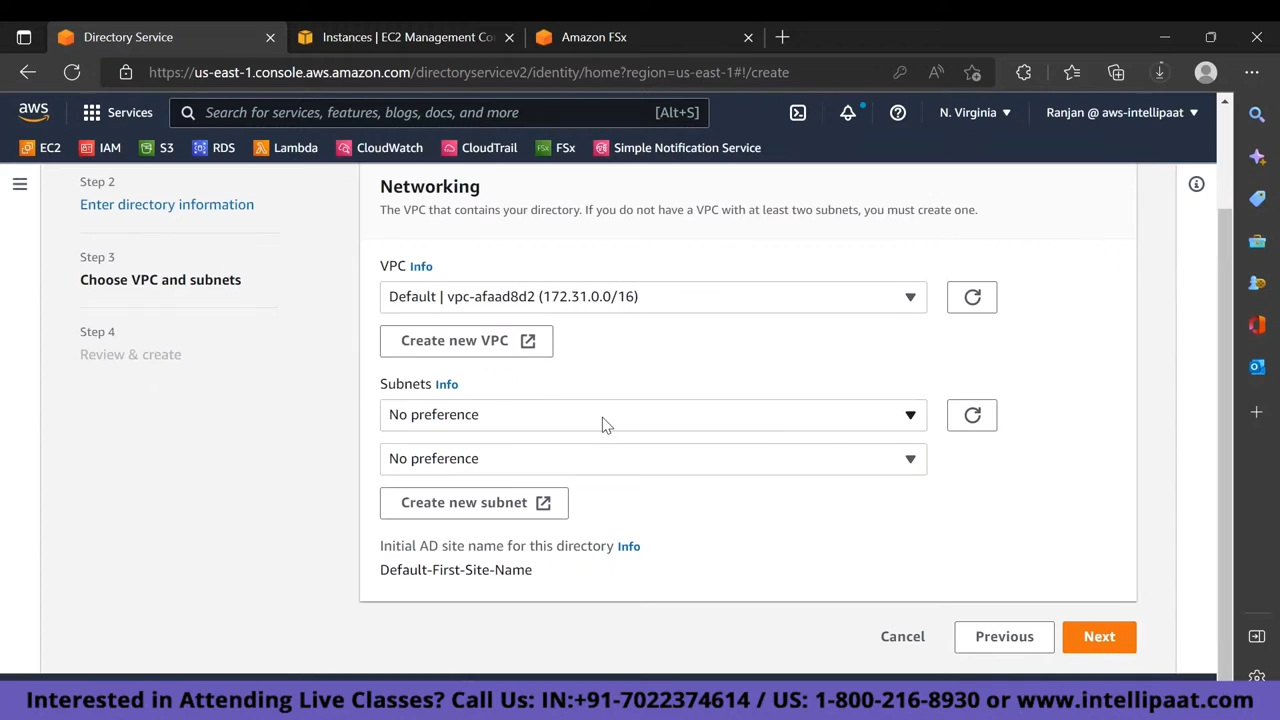 Directory Service
Instances | EC2 Management Co
Amazon FSx
https://us-east-1.console.aws.amazon.com/directoryservicev2/identity/home?region=us-east-1#!/create
aws
Services
Search for services, features, blogs, docs, and more
[Alt+S]
N. Virginia
Ranjan @ aws-intellipaat
EC2
IAM
S3
RDS
Lambda
CloudWatch
CloudTrail
FSx
Simple Notification Service
Step 2
Enter directory information
Step 3
Choose VPC and subnets
Step 4
Review & create
Networking
The VPC that contains your directory. If you do not have a VPC with at least two subnets, you must create one.
VPC Info
Default | vpc-afaad8d2 (172.31.0.0/16)
Create new VPC
Subnets Info
No preference
No preference
Create new subnet
Initial AD site name for this directory Info
Default-First-Site-Name
Cancel
Previous
Next
Interested in Attending Live Classes? Call Us: IN:+91-7022374614 / US: 1-800-216-8930 or www.intellipaat.com